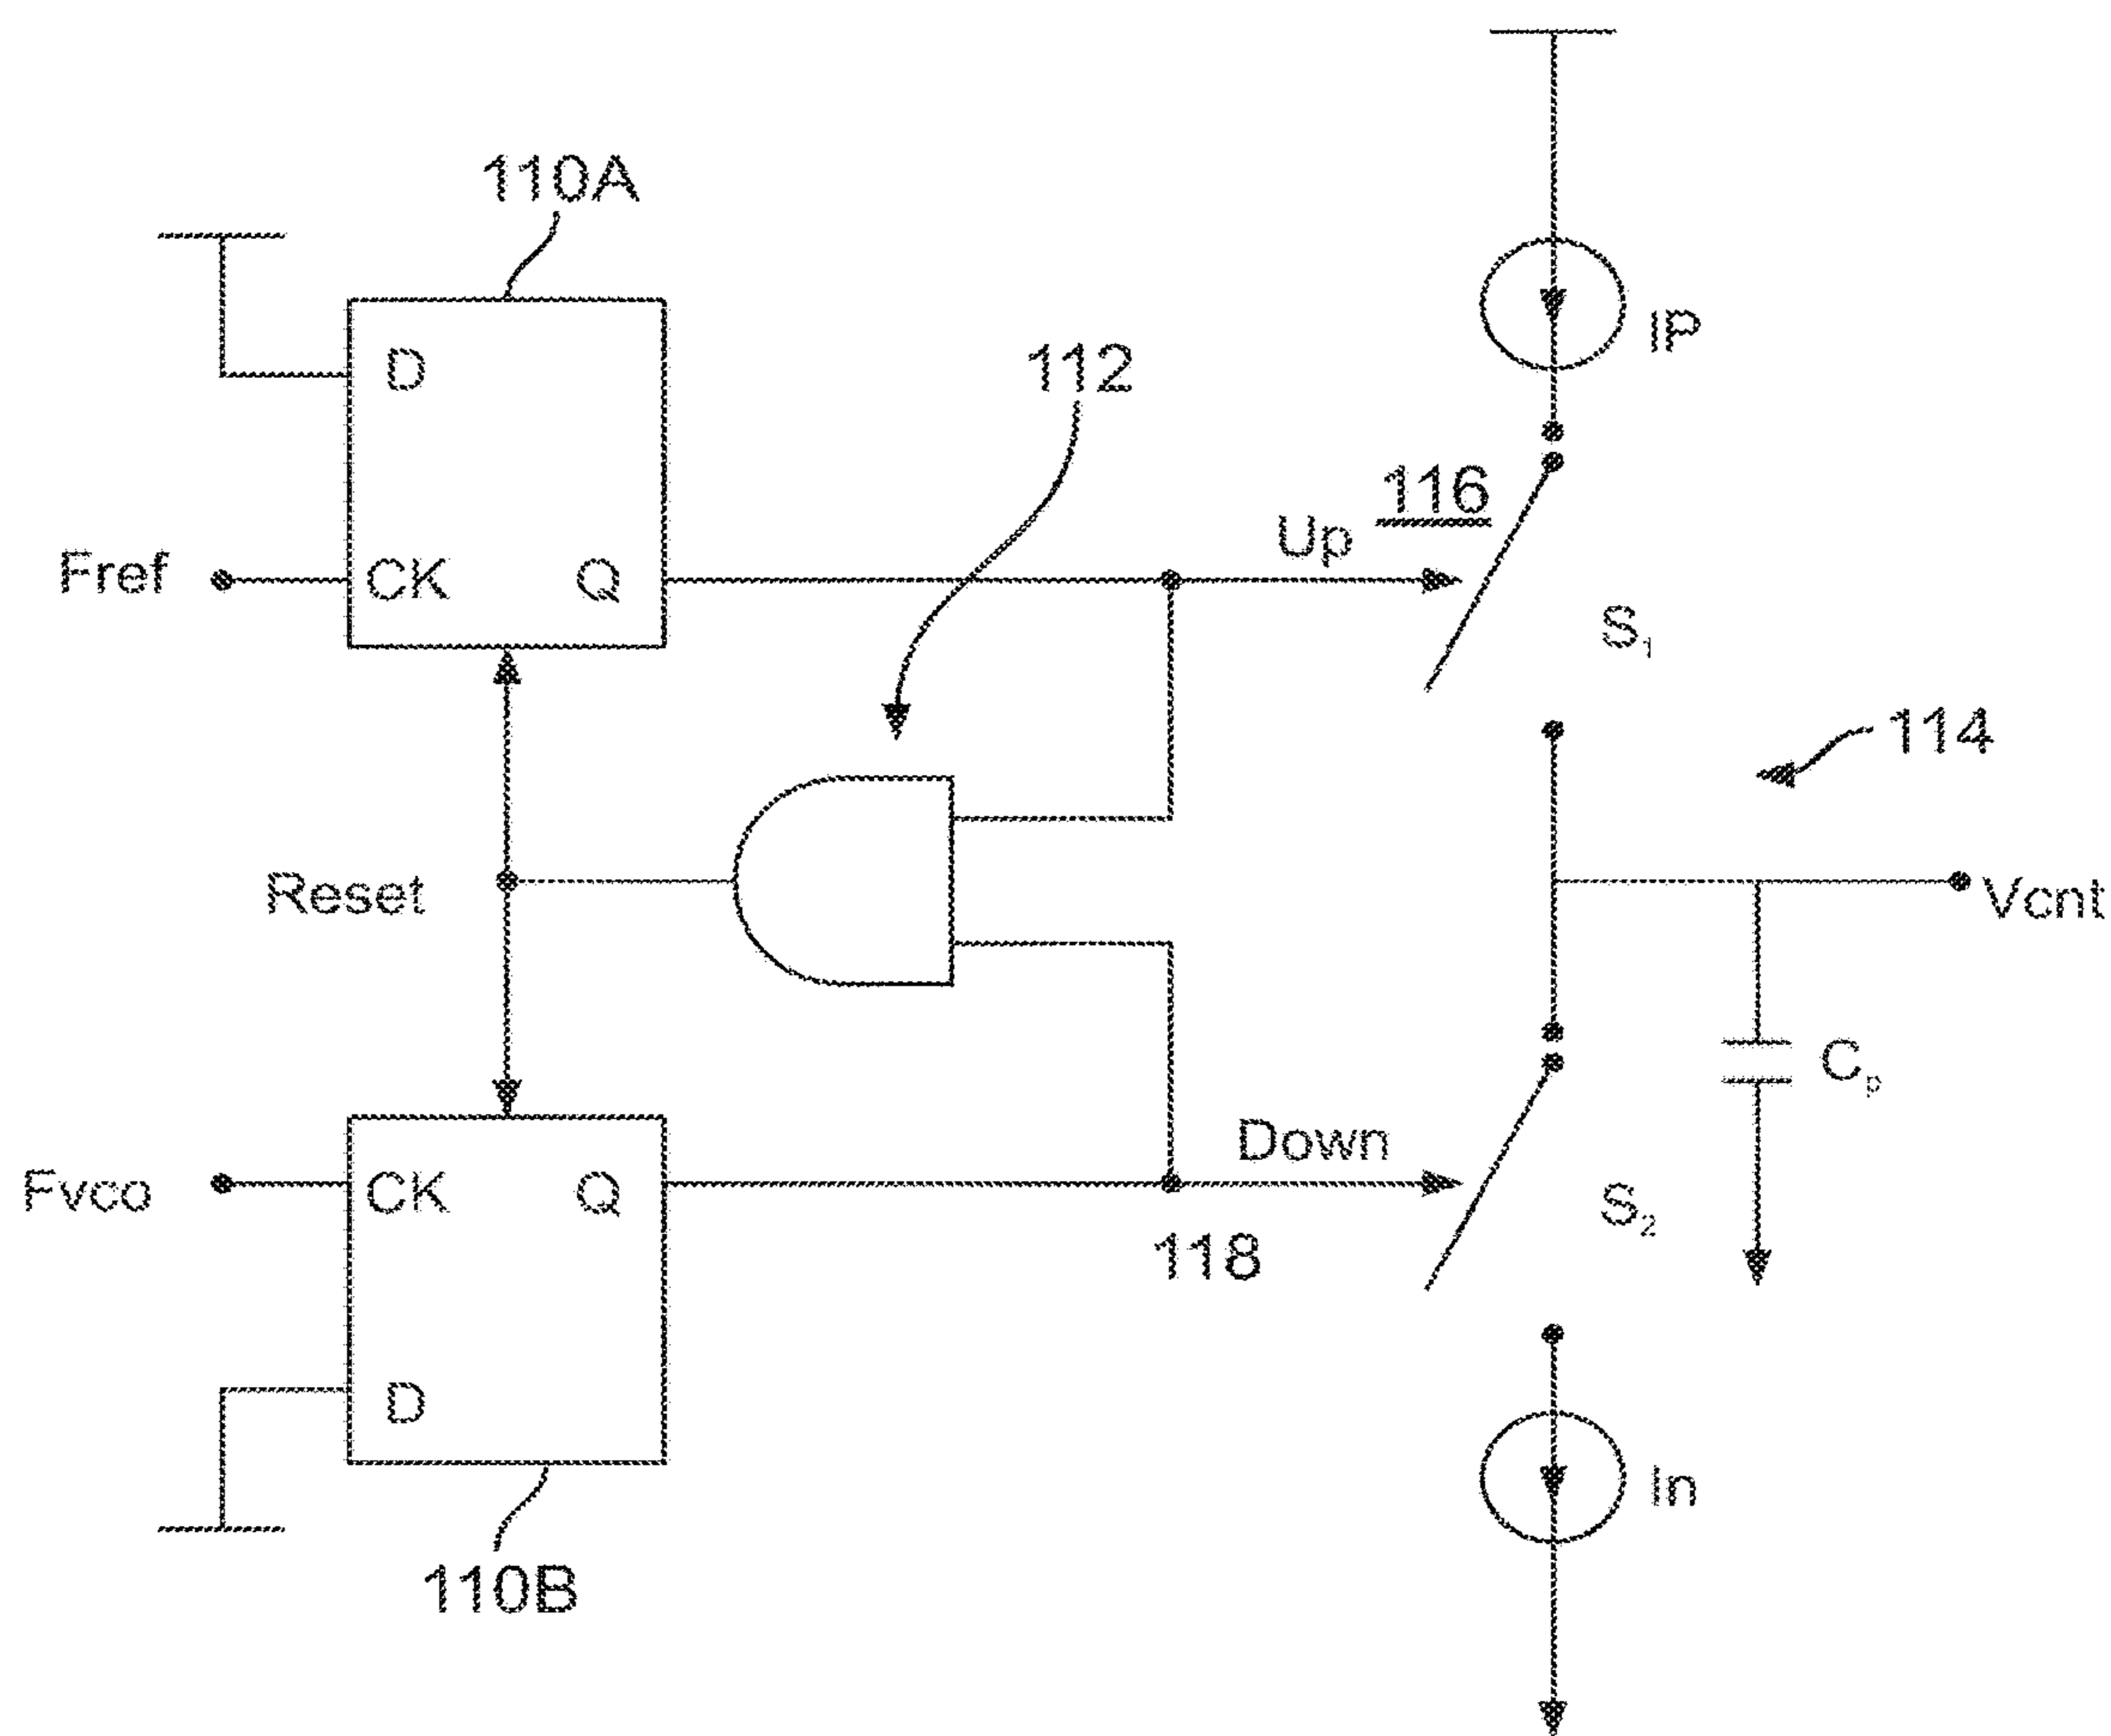 110A
D
IP
112
116
Up
Fref
CK
Q
S₁
114
Reset
Vcnt
Cₚ
Down
Fvco
CK
Q
S₂
118
D
In
110B